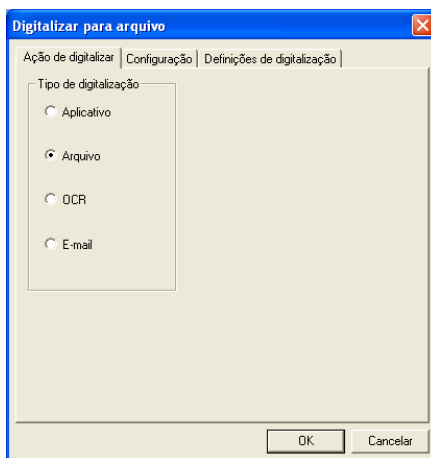 Digitalizar para arquivo
Ação de digitalizar Configuração Definições de digitalização
Tipo de digitalização
Aplicativo
Arquivo
OCR
E-mail
OK Cancelar